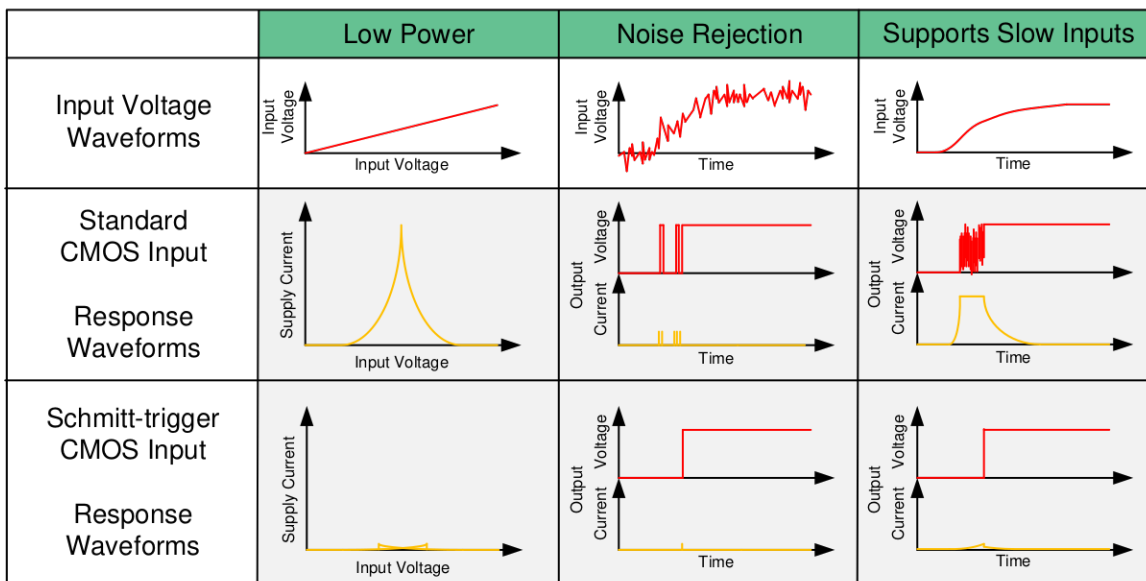 Low Power
Noise Rejection
Supports Slow Inputs
Input Voltage
Waveforms
Input
Voltage
Input Voltage
Input
Voltage
Time
Input
Voltage
Time
Standard
CMOS Input
Response
Waveforms
Supply Current
Input Voltage
Output
Current
Voltage
Time
Output
Current
Voltage
Time
Schmitt-trigger
CMOS Input
Response
Waveforms
Supply Current
Input Voltage
Output
Current
Voltage
Time
Output
Current
Voltage
Time